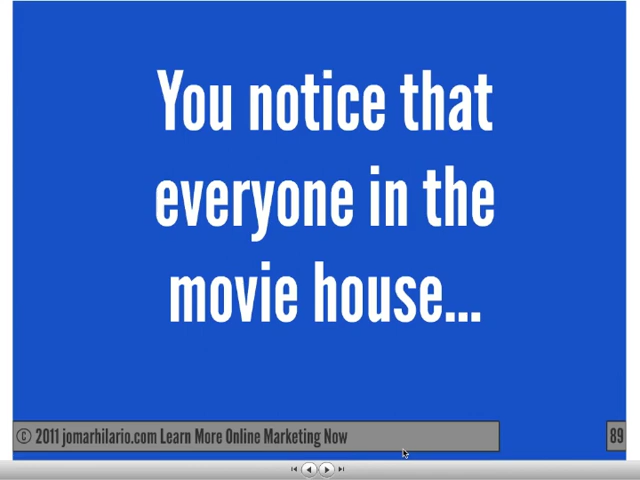 You notice that
everyone in the
movie house...
© 2011 jomarhilario.com Learn More Online Marketing Now
89